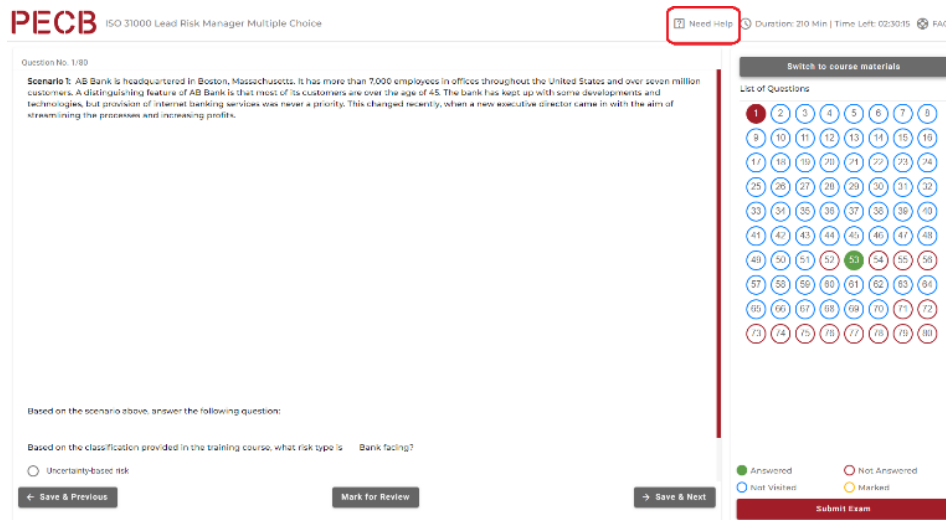 PECB ISO 31000 Lead Risk Manager Multiple Choice
Need Help Duration: 210 Min | Time Left: 02:30:15 FAQ
Question No. 1/80
Scenario 1: AB Bank is headquartered in Boston, Massachusetts. It has more than 7,000 employees in offices throughout the United States and over seven million
customers. A distinguishing feature of AB Bank is that most of its customers are over the age of 45. The bank has kept up with some developments and
technologies, but provision of internet banking services was never a priority. This changed recently, when a new executive director came in with the aim of
streamlining the processes and increasing profits.
Based on the scenario above, answer the following question:
Based on the classification provided in the training course, what risk type is Bank facing?
Uncertainty-based risk
← Save & Previous
Mark for Review
→ Save & Next
Switch to course materials
List of Questions
1 2 3 4 5 6 7 8
9 10 11 12 13 14 15 16
17 18 19 20 21 22 23 24
25 26 27 28 29 30 31 32
33 34 35 36 37 38 39 40
41 42 43 44 45 46 47 48
49 50 51 52 53 54 55 56
57 58 59 60 61 62 63 64
65 66 67 68 69 70 71 72
73 74 75 76 77 78 79 80
Answered Not Answered
Not Visited Marked
Submit Exam